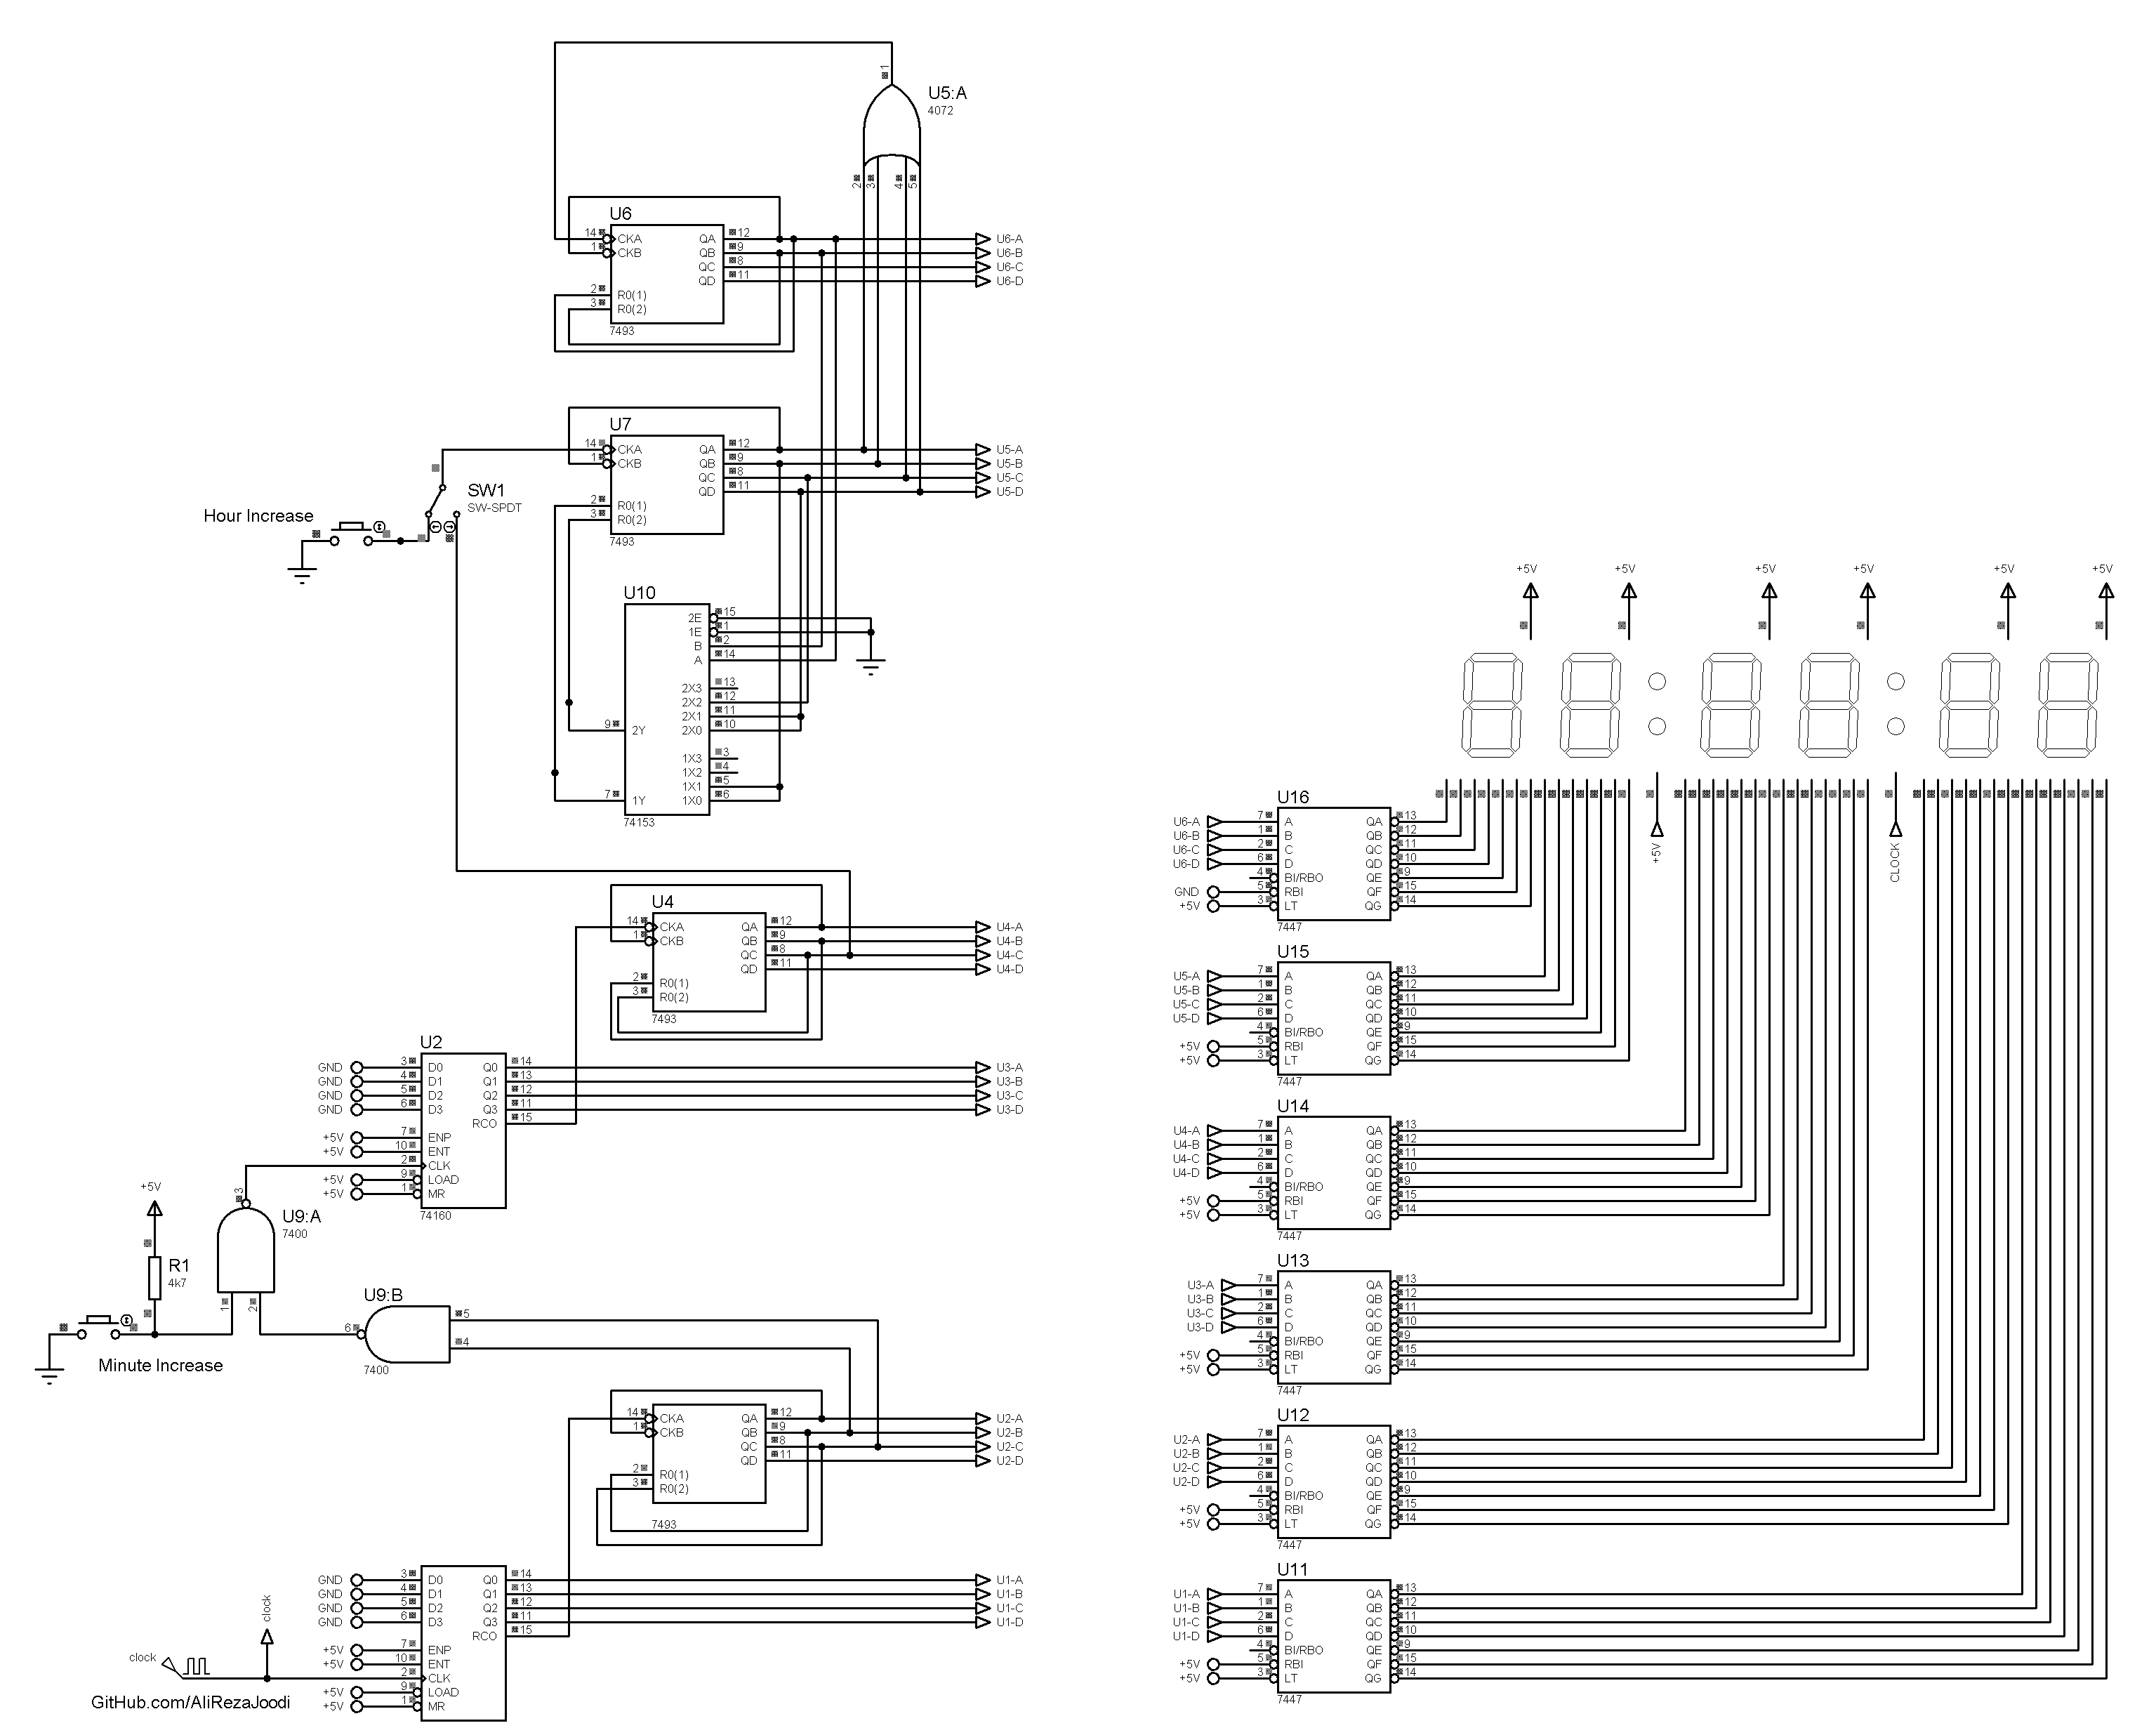 U5:A
4072
1
2
3
4
5
U6
14 CKA QA 12 U6-A
1 CKB QB 9 U6-B
QC 8 U6-C
QD 11 U6-D
2 R0(1)
3 R0(2)
7493
U7
14 CKA QA 12 U5-A
1 CKB QB 9 U5-B
QC 8 U5-C
QD 11 U5-D
2 R0(1)
3 R0(2)
7493
SW1
SW-SPDT
Hour Increase
U10
2E 15
1E 1
B 2
A 14
2X3 13
2X2 12
2X1 11
9 2Y 2X0 10
1X3 3
1X2 4
1X1 5
7 1Y 1X0 6
74153
U4
14 CKA QA 12 U4-A
1 CKB QB 9 U4-B
QC 8 U4-C
QD 11 U4-D
2 R0(1)
3 R0(2)
7493
U2
GND 3 D0 Q0 14 U3-A
GND 4 D1 Q1 13 U3-B
GND 5 D2 Q2 12 U3-C
GND 6 D3 Q3 11 U3-D
RCO 15
+5V 7 ENP
+5V 10 ENT
2 CLK
+5V 9 LOAD
+5V 1 MR
74160
+5V
R1
4k7
3
U9:A
7400
1
2
Minute Increase
U9:B
6
5
4
7400
14 CKA QA 12 U2-A
1 CKB QB 9 U2-B
QC 8 U2-C
QD 11 U2-D
2 R0(1)
3 R0(2)
7493
GND 3 D0 Q0 14 U1-A
GND 4 D1 Q1 13 U1-B
GND 5 D2 Q2 12 U1-C
GND 6 D3 Q3 11 U1-D
RCO 15
+5V 7 ENP
+5V 10 ENT
2 CLK
+5V 9 LOAD
+5V 1 MR
clock
clock
GitHub.com/AliRezaJoodi
+5V +5V +5V +5V +5V +5V
+5V
CLOCK
U16
U6-A 7 A QA 13
U6-B 1 B QB 12
U6-C 2 C QC 11
U6-D 6 D QD 10
4 BI/RBO QE 9
GND 5 RBI QF 15
+5V 3 LT QG 14
7447
U15
U5-A 7 A QA 13
U5-B 1 B QB 12
U5-C 2 C QC 11
U5-D 6 D QD 10
4 BI/RBO QE 9
+5V 5 RBI QF 15
+5V 3 LT QG 14
7447
U14
U4-A 7 A QA 13
U4-B 1 B QB 12
U4-C 2 C QC 11
U4-D 6 D QD 10
4 BI/RBO QE 9
+5V 5 RBI QF 15
+5V 3 LT QG 14
7447
U13
U3-A 7 A QA 13
U3-B 1 B QB 12
U3-C 2 C QC 11
U3-D 6 D QD 10
4 BI/RBO QE 9
+5V 5 RBI QF 15
+5V 3 LT QG 14
7447
U12
U2-A 7 A QA 13
U2-B 1 B QB 12
U2-C 2 C QC 11
U2-D 6 D QD 10
4 BI/RBO QE 9
+5V 5 RBI QF 15
+5V 3 LT QG 14
7447
U11
U1-A 7 A QA 13
U1-B 1 B QB 12
U1-C 2 C QC 11
U1-D 6 D QD 10
4 BI/RBO QE 9
+5V 5 RBI QF 15
+5V 3 LT QG 14
7447